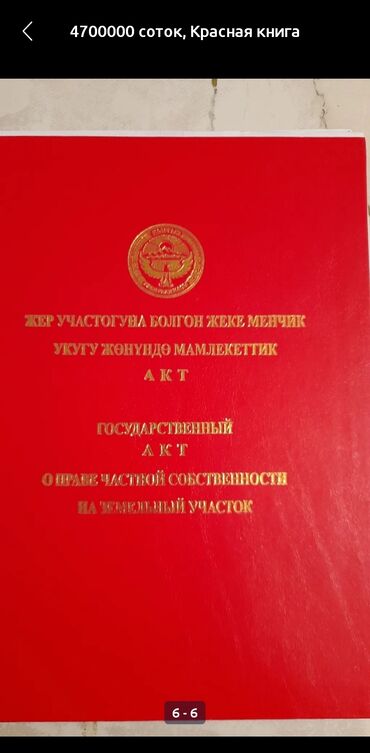 4700000 соток, Красная книга
ЖЕР УЧАСТОГУНА БОЛГОН ЖЕКЕ МЕНЧИК
УКУГУ ЖӨНҮНДӨ МАМЛЕКЕТТИК
АКТ
ГОСУДАРСТВЕННЫЙ
АКТ
О ПРАВЕ ЧАСТНОЙ СОБСТВЕННОСТИ
НА ЗЕМЕЛЬНЫЙ УЧАСТОК
6 - 6